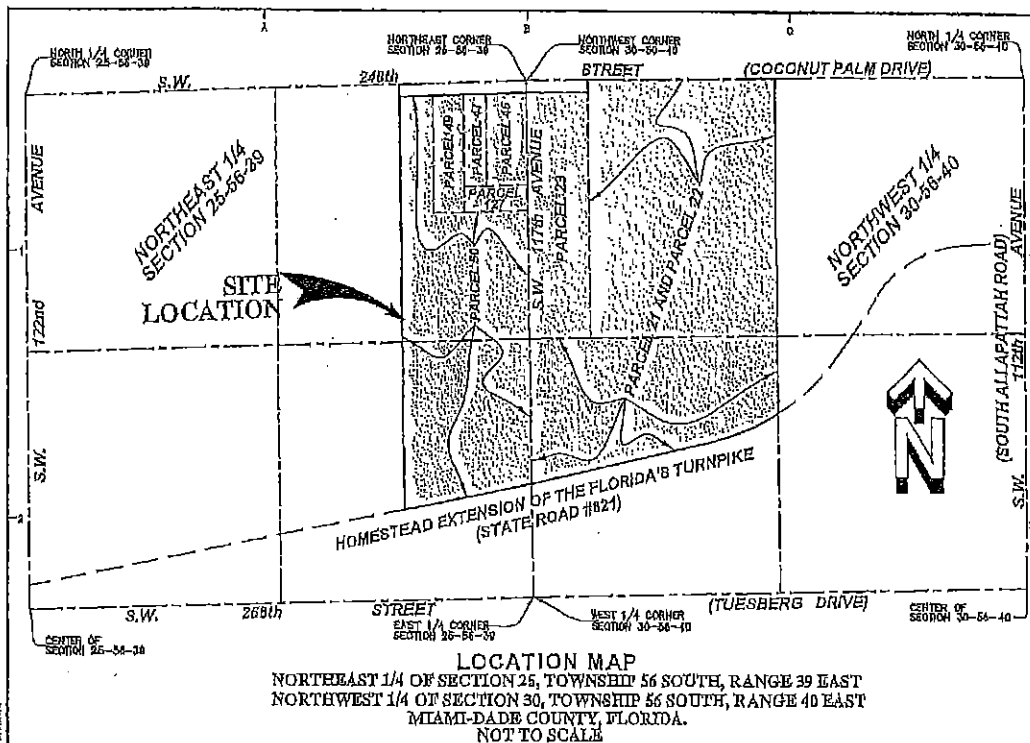 A
B
C
NORTH 1/4 CORNER
SECTION 25-56-39
NORTHEAST CORNER
SECTION 25-56-39
NORTHWEST CORNER
SECTION 30-56-40
NORTH 1/4 CORNER
SECTION 30-56-40
S.W.
248th
STREET
(COCONUT PALM DRIVE)
AVENUE
122nd
S.W.
1
2
NORTHEAST 1/4
SECTION 25-56-39
SITE
LOCATION
PARCEL 49
PARCEL 47
PARCEL
PARCEL
PARCEL 50
S.W. 117th AVENUE
PARCEL 23
PARCEL 21 AND PARCEL 22
NORTHWEST 1/4
SECTION 30-56-40
AVENUE
112th
S.W.
(SOUTH ALLAPATTAH ROAD)
N
HOMESTEAD EXTENSION OF THE FLORIDA'S TURNPIKE
(STATE ROAD #821)
S.W.
268th
STREET
(TUESBERG DRIVE)
CENTER OF
SECTION 25-56-39
EAST 1/4 CORNER
SECTION 25-56-39
WEST 1/4 CORNER
SECTION 30-56-40
CENTER OF
SECTION 30-56-40
LOCATION MAP
NORTHEAST 1/4 OF SECTION 25, TOWNSHIP 56 SOUTH, RANGE 39 EAST
NORTHWEST 1/4 OF SECTION 30, TOWNSHIP 56 SOUTH, RANGE 40 EAST
MIAMI-DADE COUNTY, FLORIDA.
NOT TO SCALE